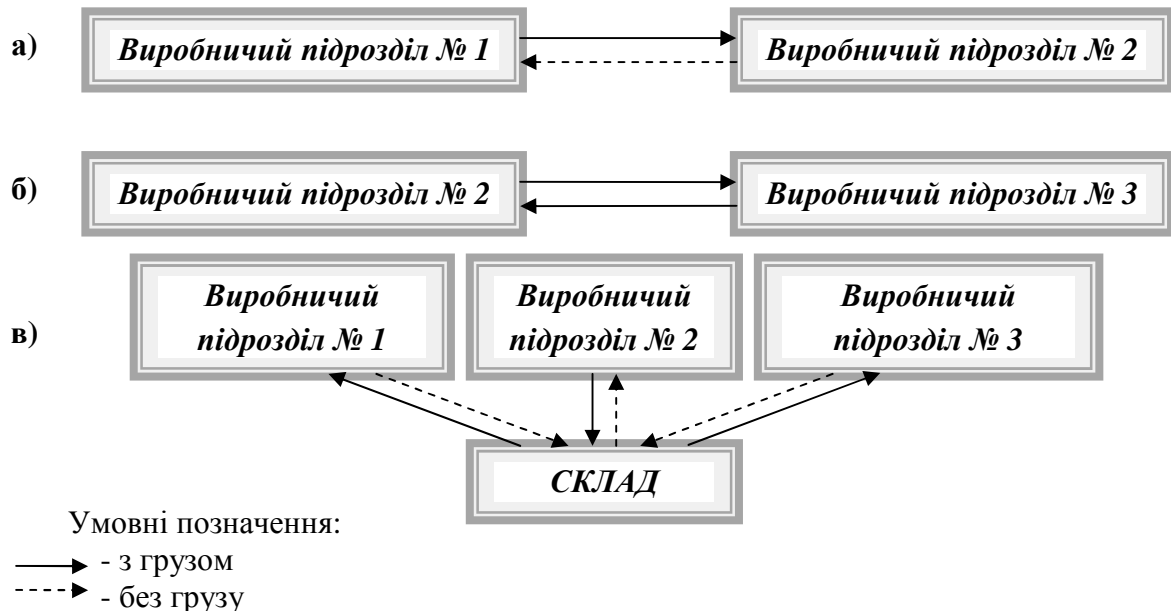 а)
Виробничий підрозділ № 1
Виробничий підрозділ № 2
б)
Виробничий підрозділ № 2
Виробничий підрозділ № 3
в)
Виробничий
підрозділ № 1
Виробничий
підрозділ № 2
Виробничий
підрозділ № 3
СКЛАД
Умовні позначення:
- з грузом
- без грузу